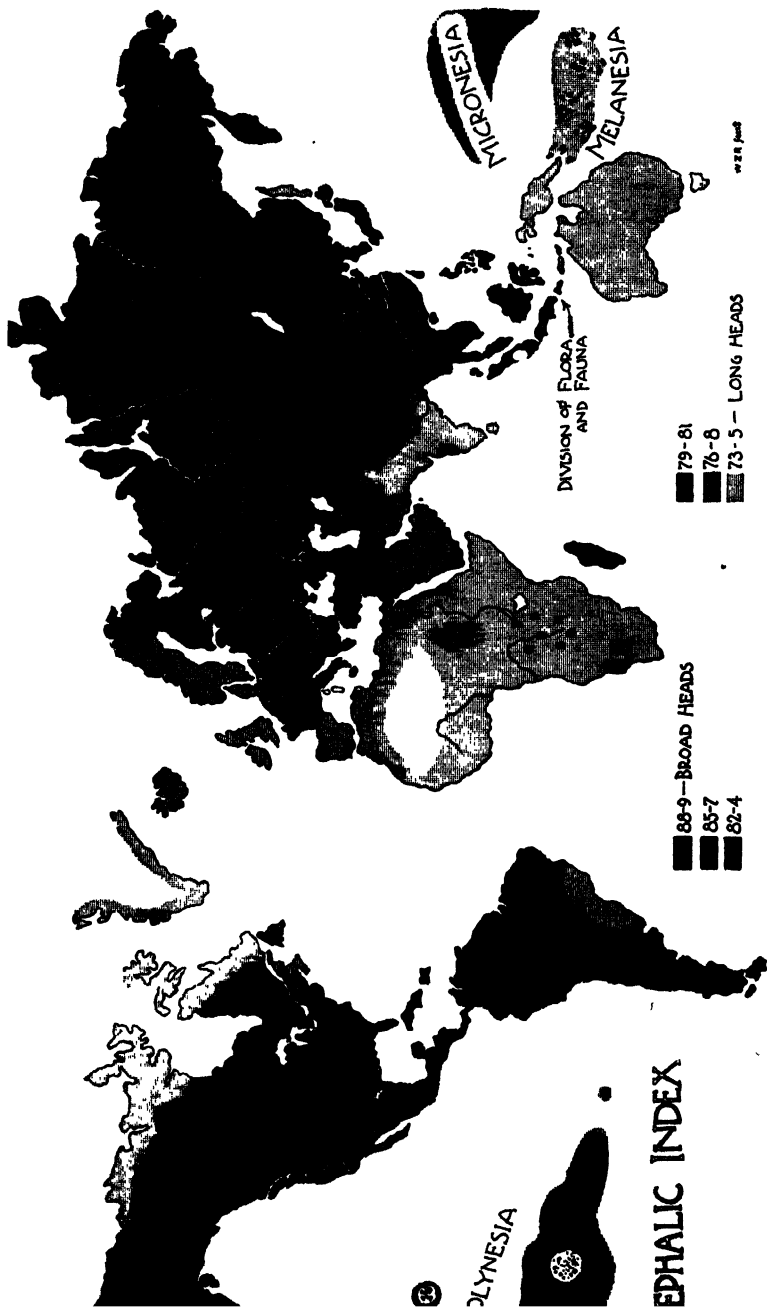 MICRONESIA
MELANESIA
DIVISION OF FLORA
AND FAUNA
OLYNESIA
EPHALIC INDEX
88-9—BROAD HEADS
85-7
82-4
79-81
76-8
73-5—LONG HEADS